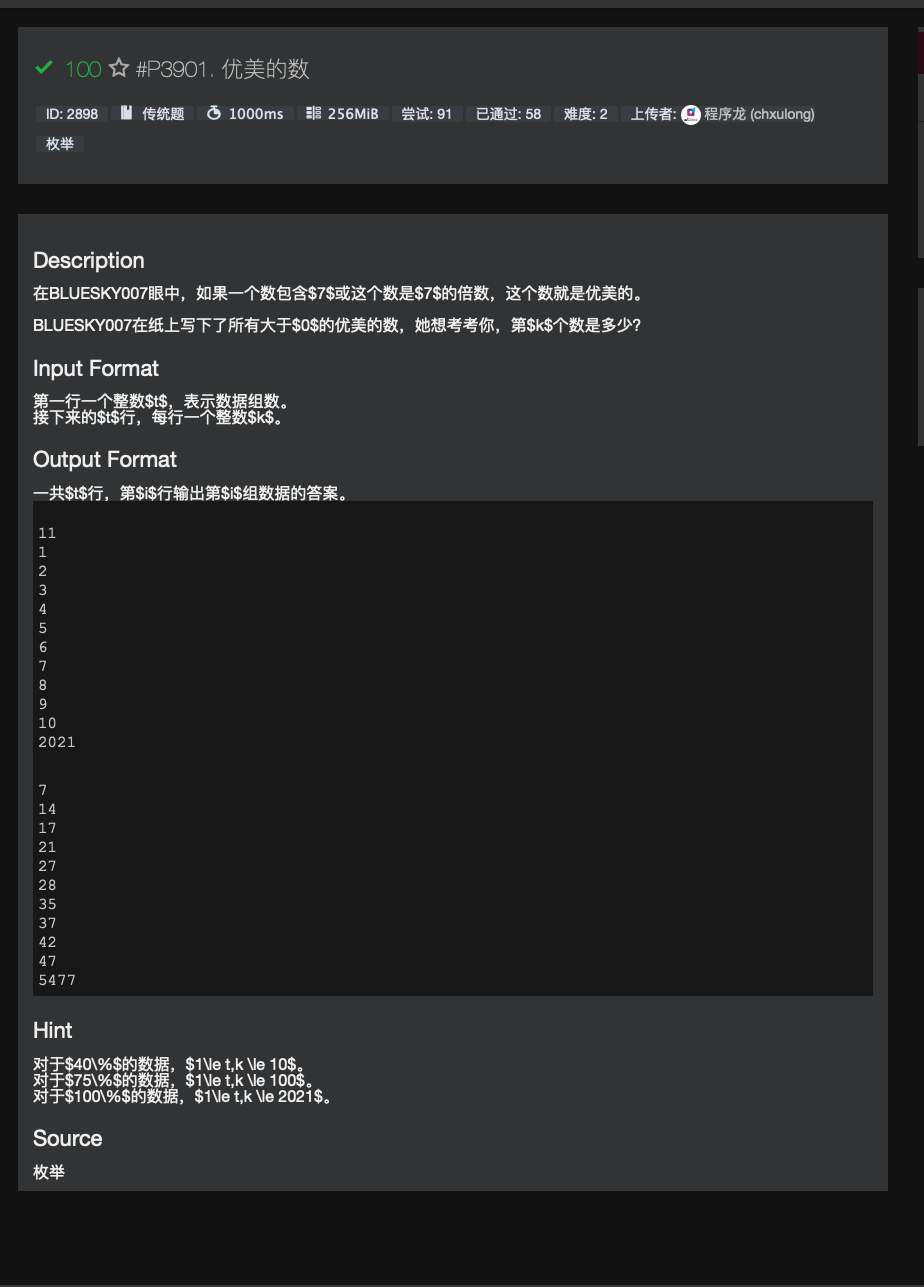 100 #P3901. 优美的数
ID: 2898 传统题 1000ms 256MiB 尝试: 91 已通过: 58 难度: 2 上传者: 程序龙 (chxulong)
枚举
Description
在BLUESKY007眼中，如果一个数包含$7$或这个数是$7$的倍数，这个数就是优美的。
BLUESKY007在纸上写下了所有大于$0$的优美的数，她想考考你，第$k$个数是多少?
Input Format
第一行一个整数$t$，表示数据组数。
接下来的$t$行，每行一个整数$k$。
Output Format
一共$t$行，第$i$行输出第$i$组数据的答案。
11
1
2
3
4
5
6
7
8
9
10
2021
7
14
17
21
27
28
35
37
42
47
5477
Hint
对于$40\%$的数据，$1\le t,k \le 10$。
对于$75\%$的数据，$1\le t,k \le 100$。
对于$100\%$的数据，$1\le t,k \le 2021$。
Source
枚举